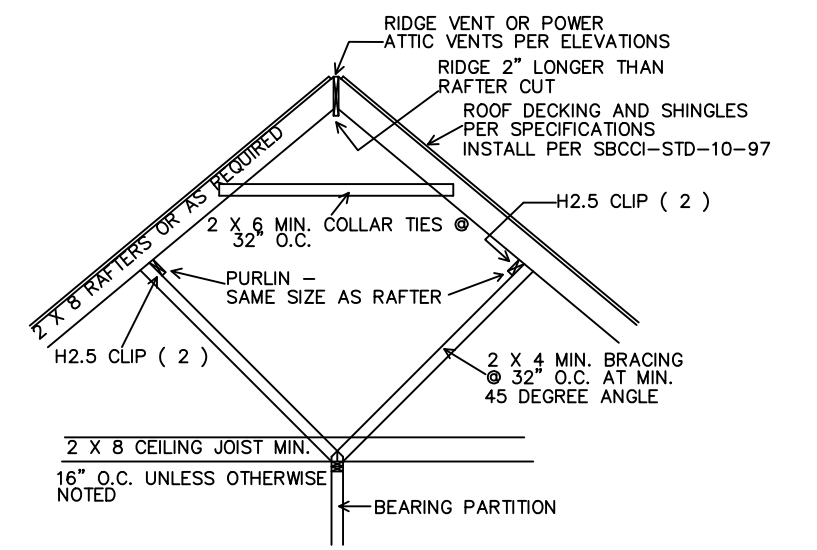 RIDGE VENT OR POWER
ATTIC VENTS PER ELEVATIONS
RIDGE 2" LONGER THAN
RAFTER CUT
ROOF DECKING AND SHINGLES
PER SPECIFICATIONS
INSTALL PER SBCCI-STD-10-97
2 X 8 RAFTERS OR AS REQUIRED
H2.5 CLIP ( 2 )
2 X 6 MIN. COLLAR TIES @
32" O.C.
PURLIN -
SAME SIZE AS RAFTER
H2.5 CLIP ( 2 )
2 X 4 MIN. BRACING
@ 32" O.C. AT MIN.
45 DEGREE ANGLE
2 X 8 CEILING JOIST MIN.
16" O.C. UNLESS OTHERWISE
NOTED
BEARING PARTITION